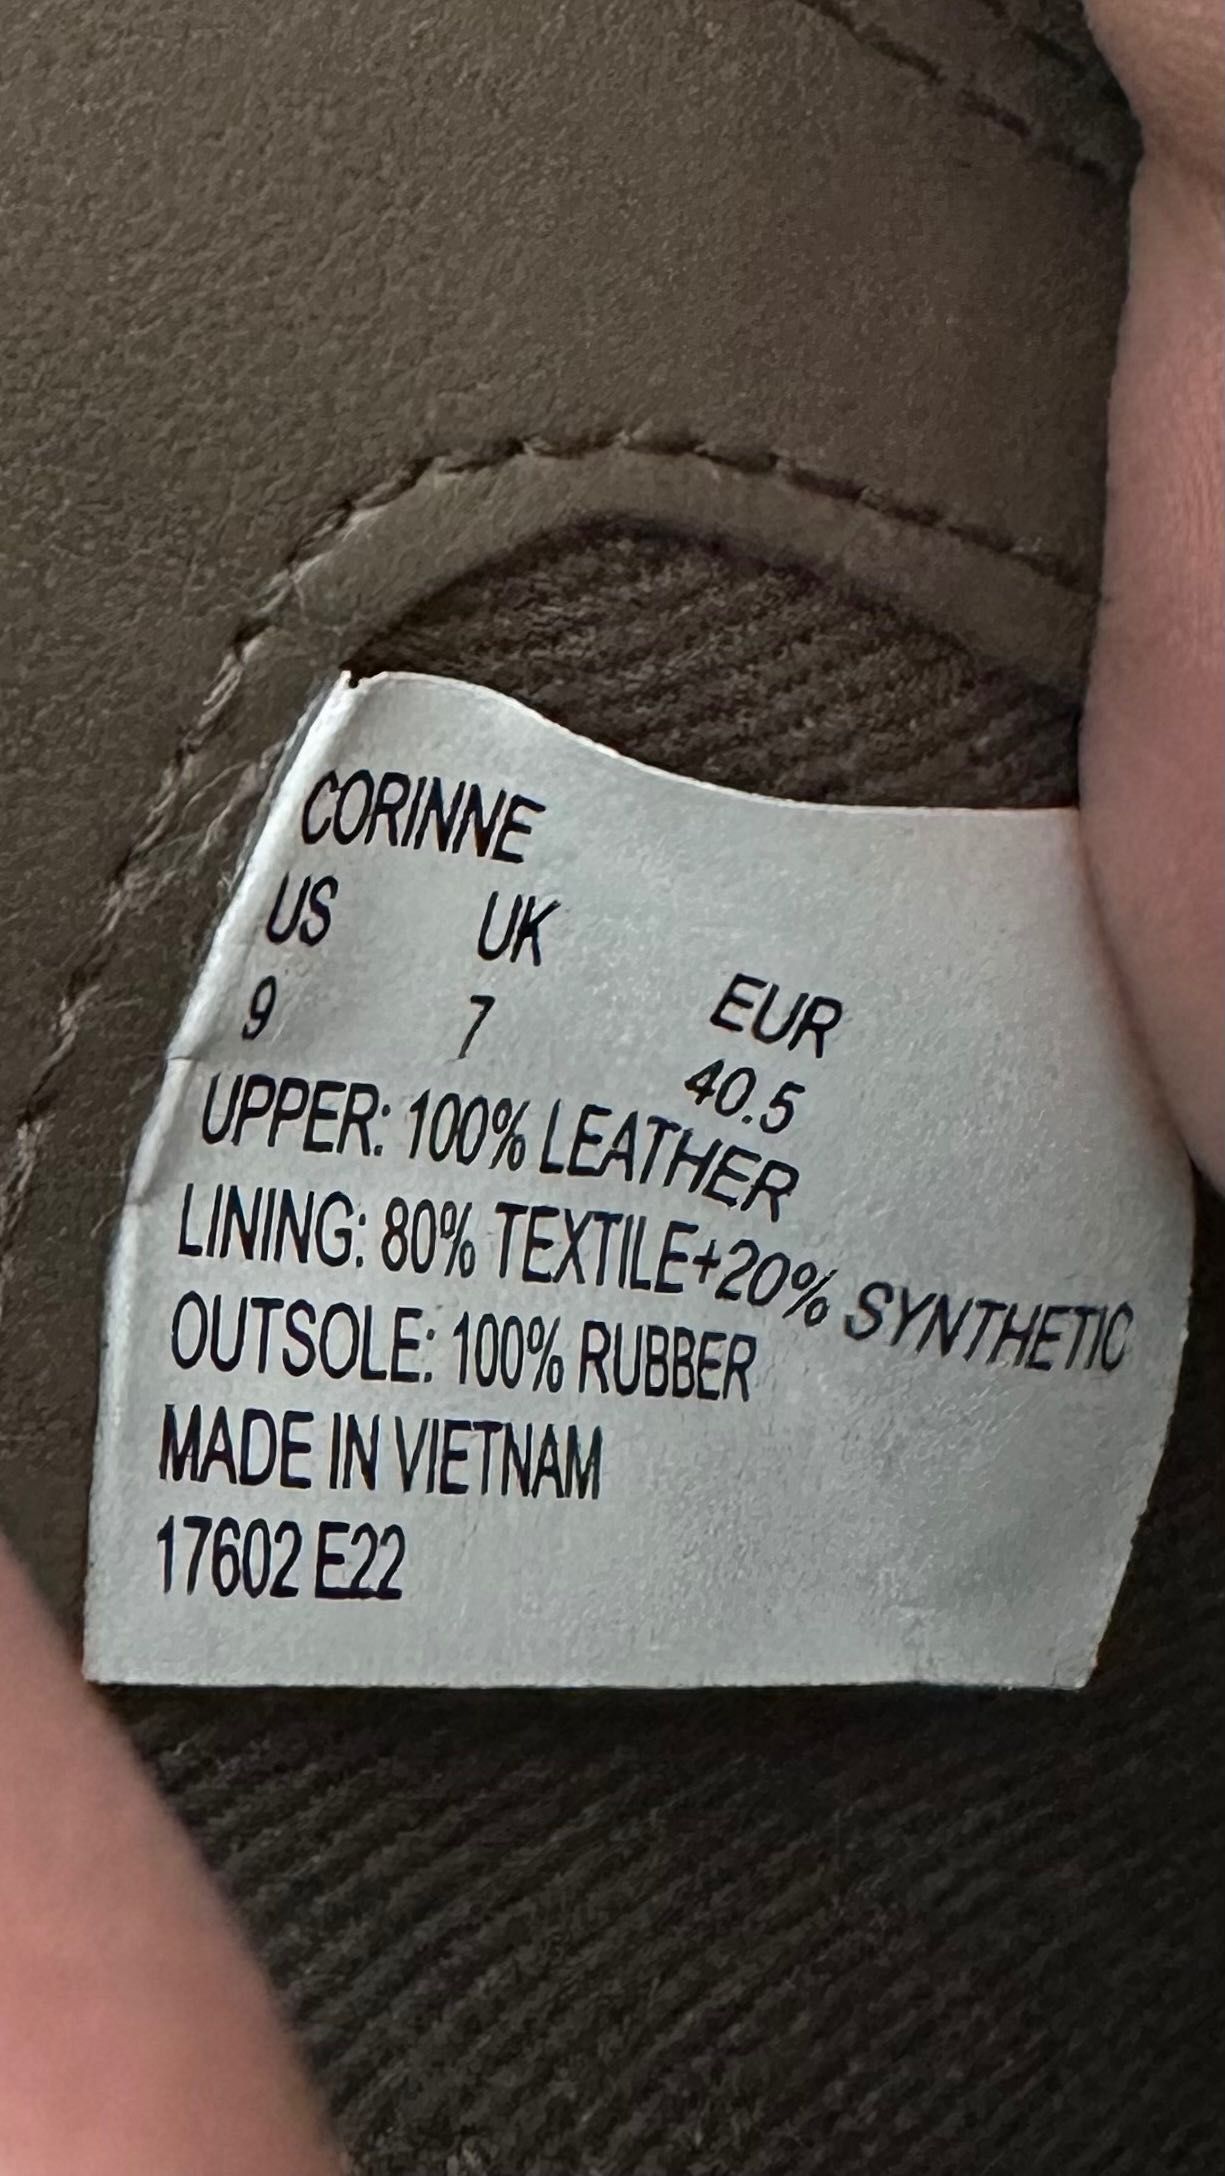 CORINNE
US UK EUR
9 7 40.5
UPPER: 100% LEATHER
LINING: 80% TEXTILE+20% SYNTHETIC
OUTSOLE: 100% RUBBER
MADE IN VIETNAM
17602 E22